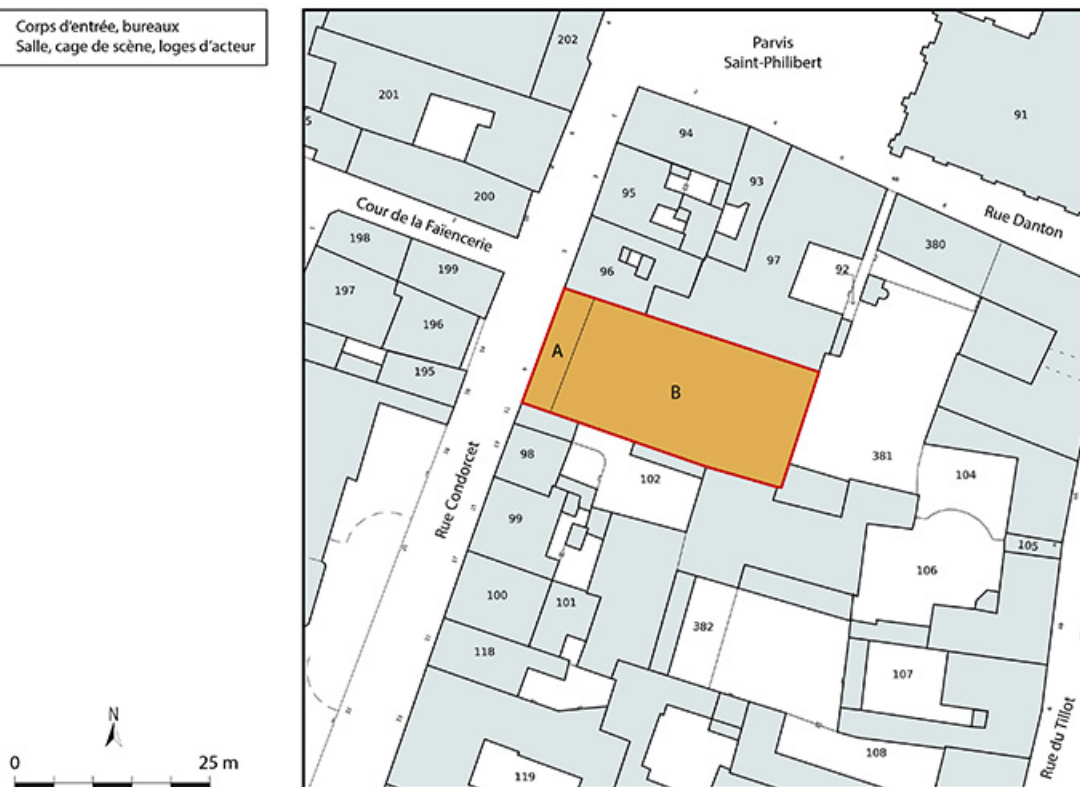 Corps d'entrée, bureaux
Salle, cage de scène, loges d'acteur
202
Parvis
Saint-Philibert
201
91
94
200
93
95
Cour de la Faïencerie
Rue Danton
198
199
380
97
92
96
197
196
195
A
B
98
381
102
104
Rue Condorcet
99
105
106
100
101
382
118
107
108
119
Rue du Tillot
N
0
25 m